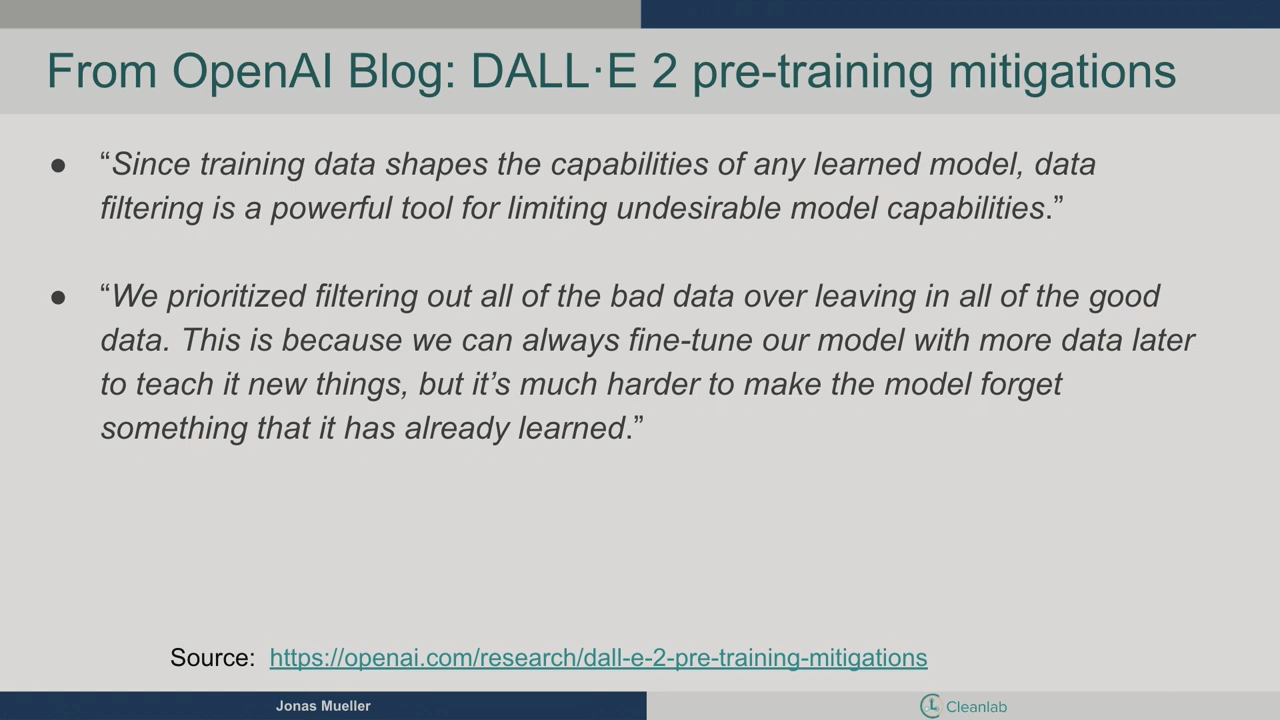 From OpenAI Blog: DALL·E 2 pre-training mitigations
● “Since training data shapes the capabilities of any learned model, data
filtering is a powerful tool for limiting undesirable model capabilities.”
● “We prioritized filtering out all of the bad data over leaving in all of the good
data. This is because we can always fine-tune our model with more data later
to teach it new things, but it’s much harder to make the model forget
something that it has already learned.”
Source: https://openai.com/research/dall-e-2-pre-training-mitigations
Jonas Mueller
Cleanlab